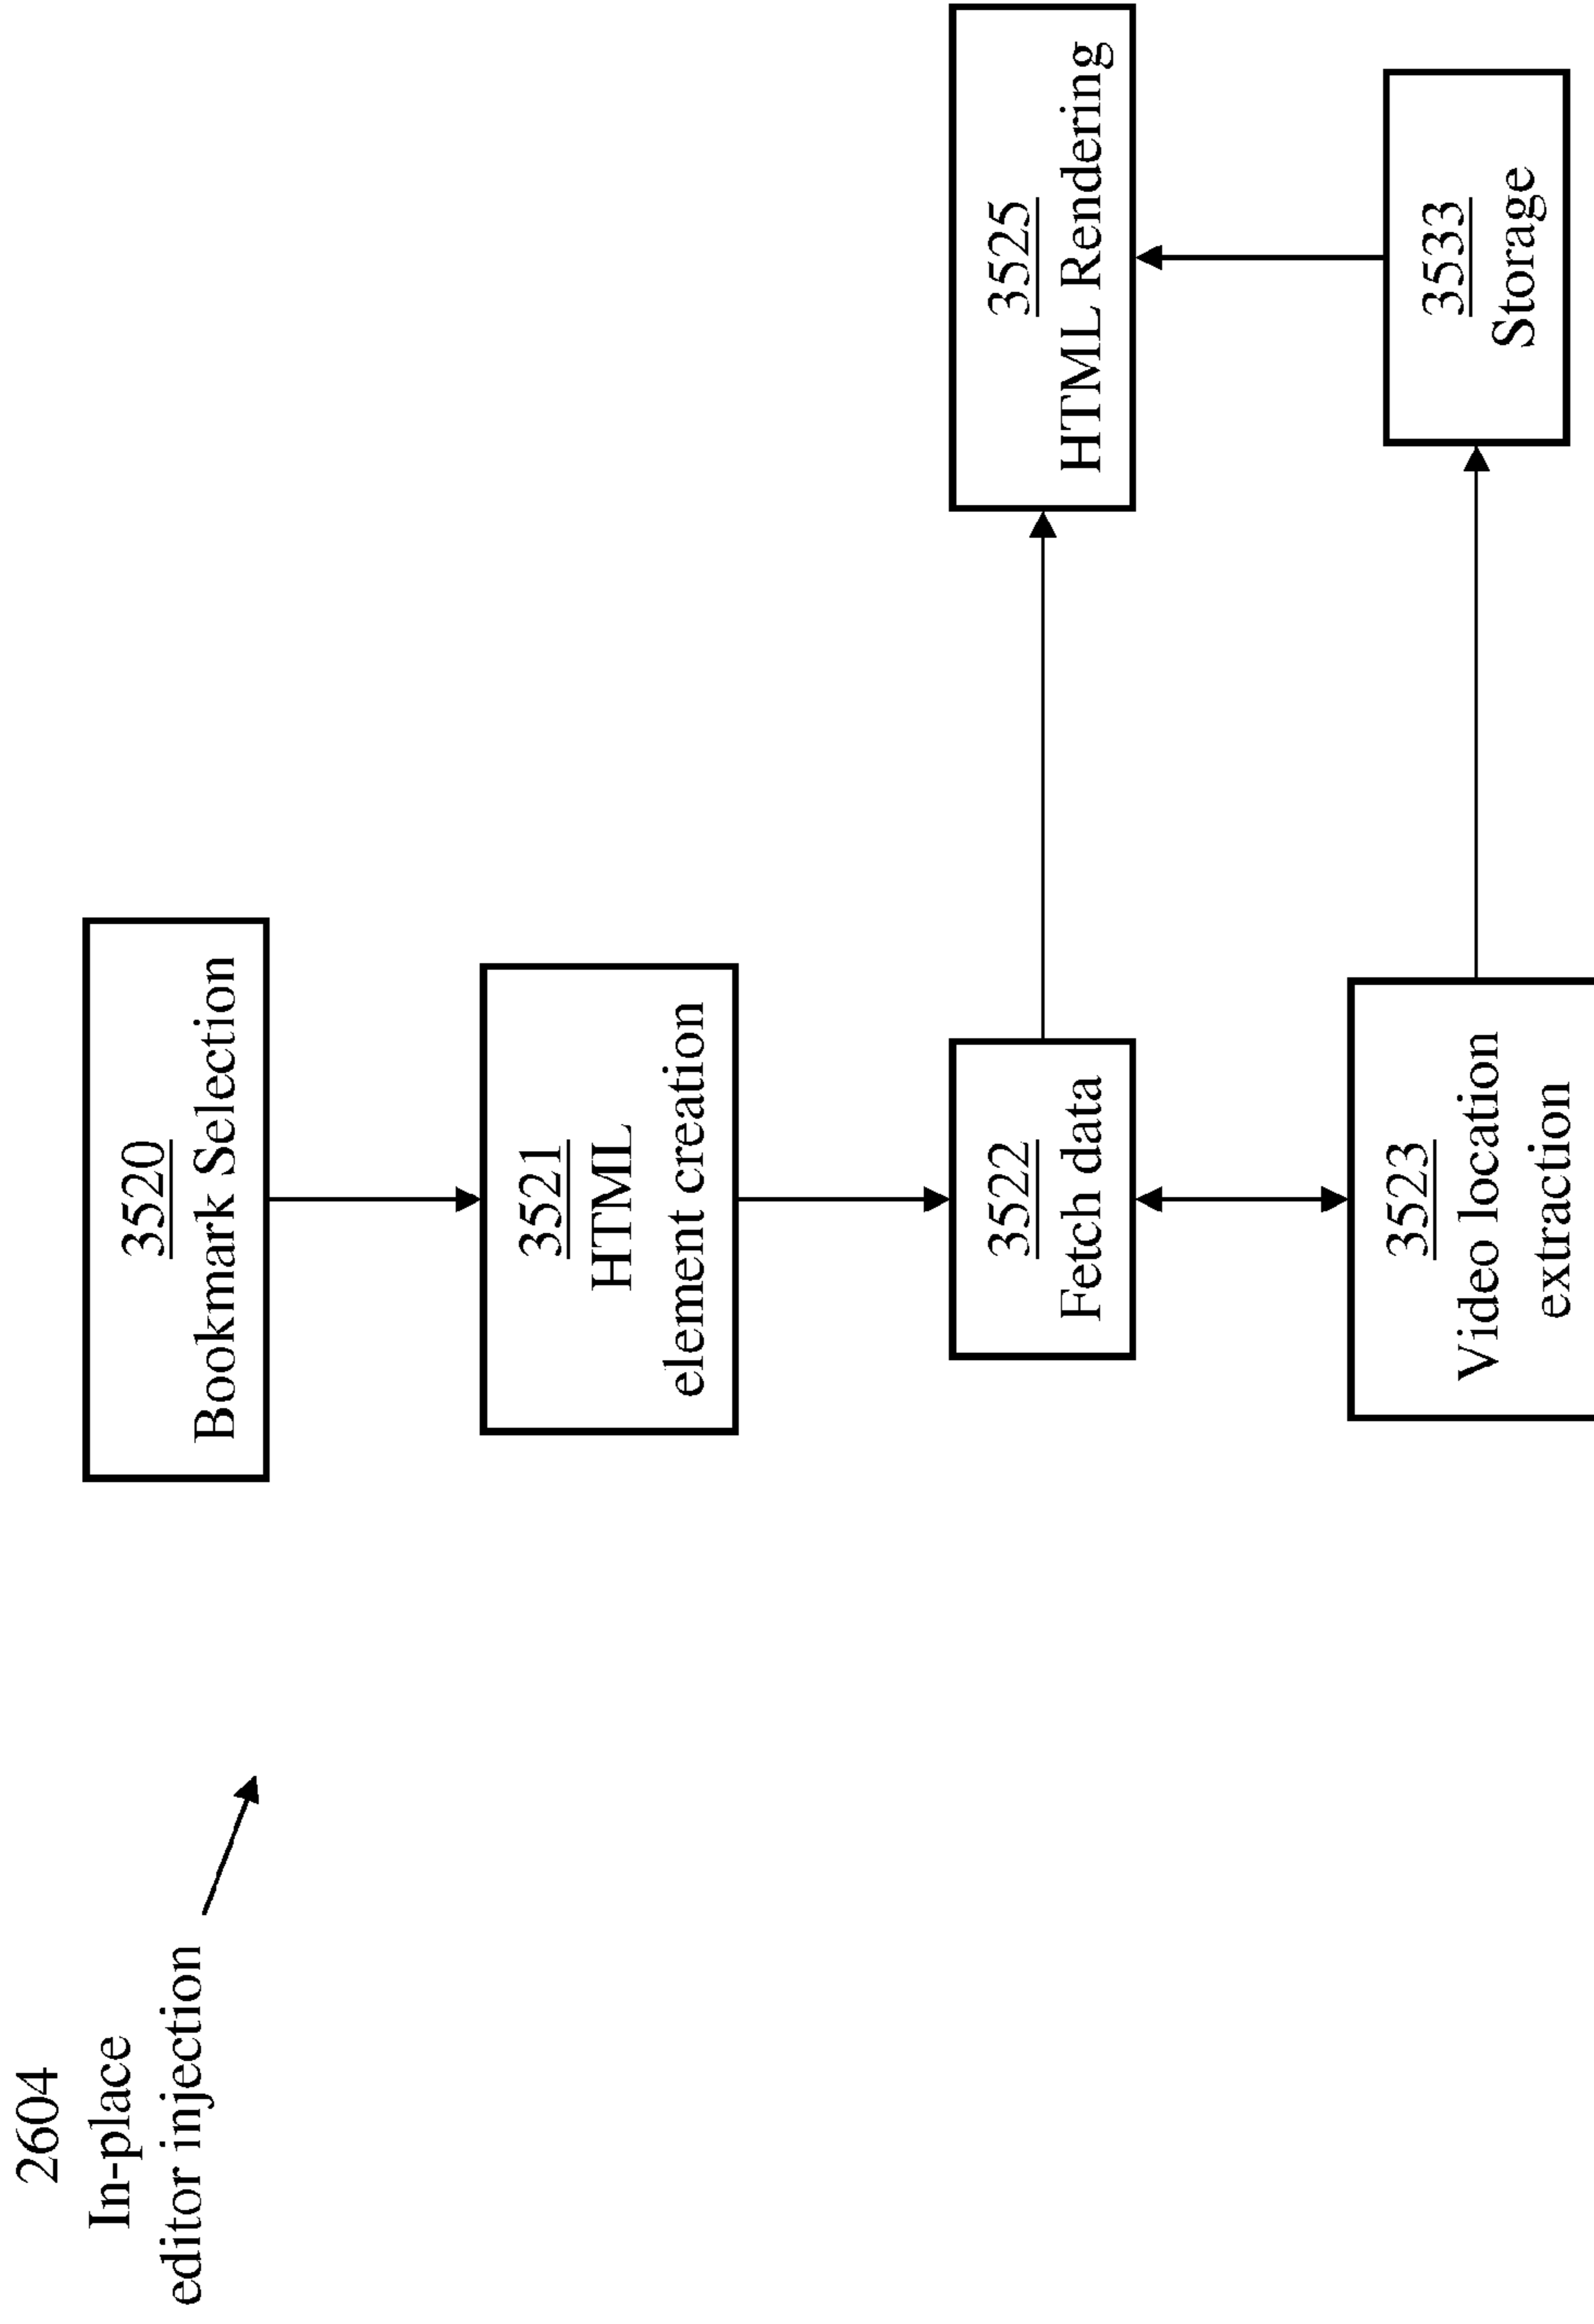 2604
In-place
editor injection
3520
Bookmark Selection
3521
HTML
element creation
3522
Fetch data
3525
HTML Rendering
3523
Video location
extraction
3533
Storage